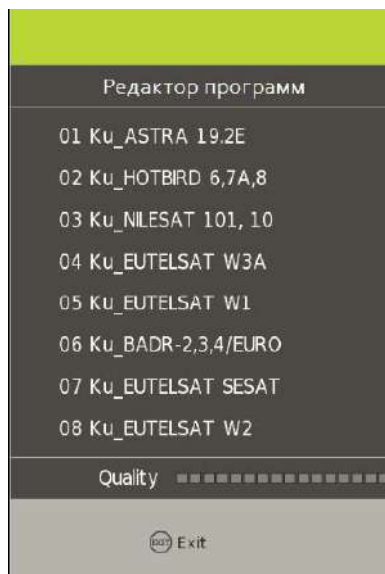 Редактор программ
01 Ku_ASTRA 19.2E
02 Ku_HOTBIRD 6,7A,8
03 Ku_NILESAT 101, 10
04 Ku_EUTELSAT W3A
05 Ku_EUTELSAT W1
06 Ku_BADR-2,3,4/EURO
07 Ku_EUTELSAT SESAT
08 Ku_EUTELSAT W2
Quality
EXIT Exit